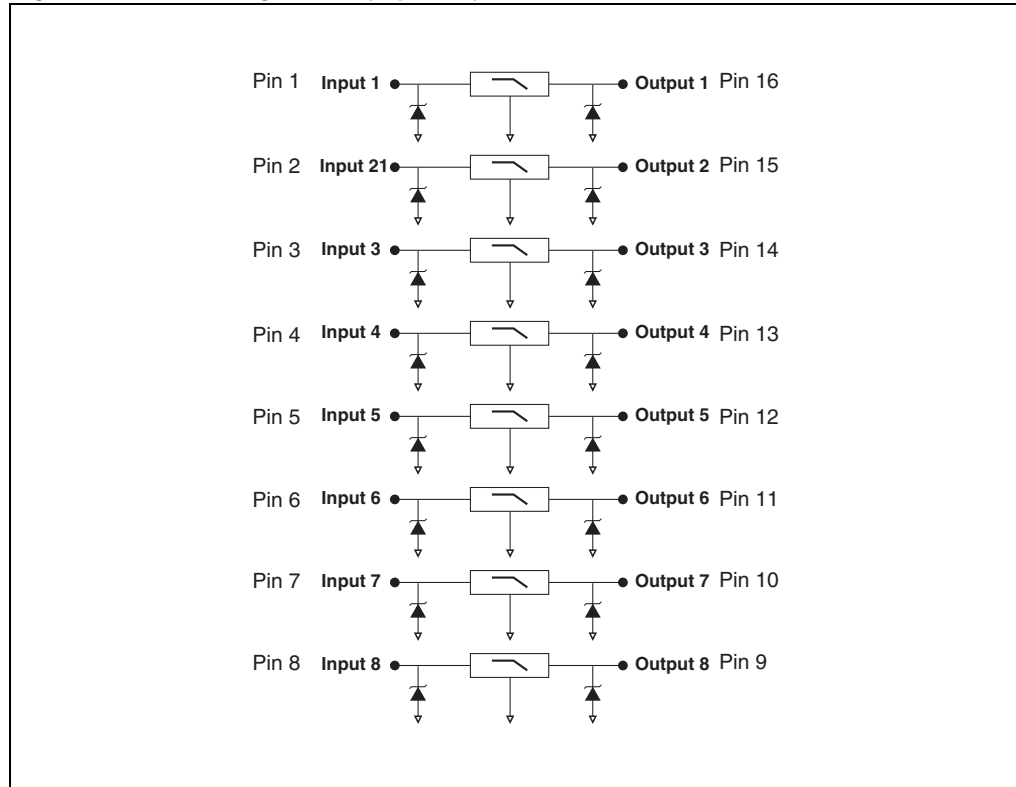 Pin 1 Input 1 Output 1 Pin 16
Pin 2 Input 21 Output 2 Pin 15
Pin 3 Input 3 Output 3 Pin 14
Pin 4 Input 4 Output 4 Pin 13
Pin 5 Input 5 Output 5 Pin 12
Pin 6 Input 6 Output 6 Pin 11
Pin 7 Input 7 Output 7 Pin 10
Pin 8 Input 8 Output 8 Pin 9